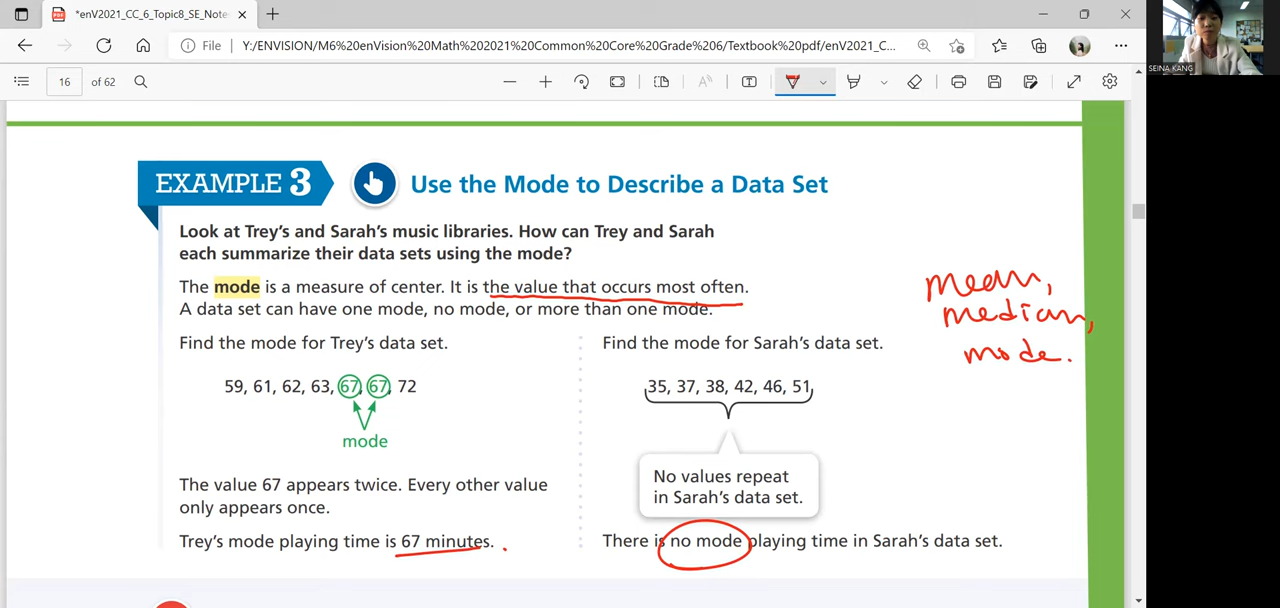 *enV2021_CC_6_Topic8_SE_Note
File
Y:/ENVISION/M6%20enVision%20Math%202021%20Common%20Core%20Grade%206/Textbook%20pdf/enV2021_C...
16 of 62
SEINA KANG
EXAMPLE 3 Use the Mode to Describe a Data Set
Look at Trey's and Sarah's music libraries. How can Trey and Sarah
each summarize their data sets using the mode?
The mode is a measure of center. It is the value that occurs most often.
A data set can have one mode, no mode, or more than one mode.
mean,
median,
mode.
Find the mode for Trey's data set.
59, 61, 62, 63, 67, 67, 72
mode
The value 67 appears twice. Every other value
only appears once.
Trey's mode playing time is 67 minutes.
Find the mode for Sarah's data set.
35, 37, 38, 42, 46, 51
No values repeat
in Sarah's data set.
There is no mode playing time in Sarah's data set.